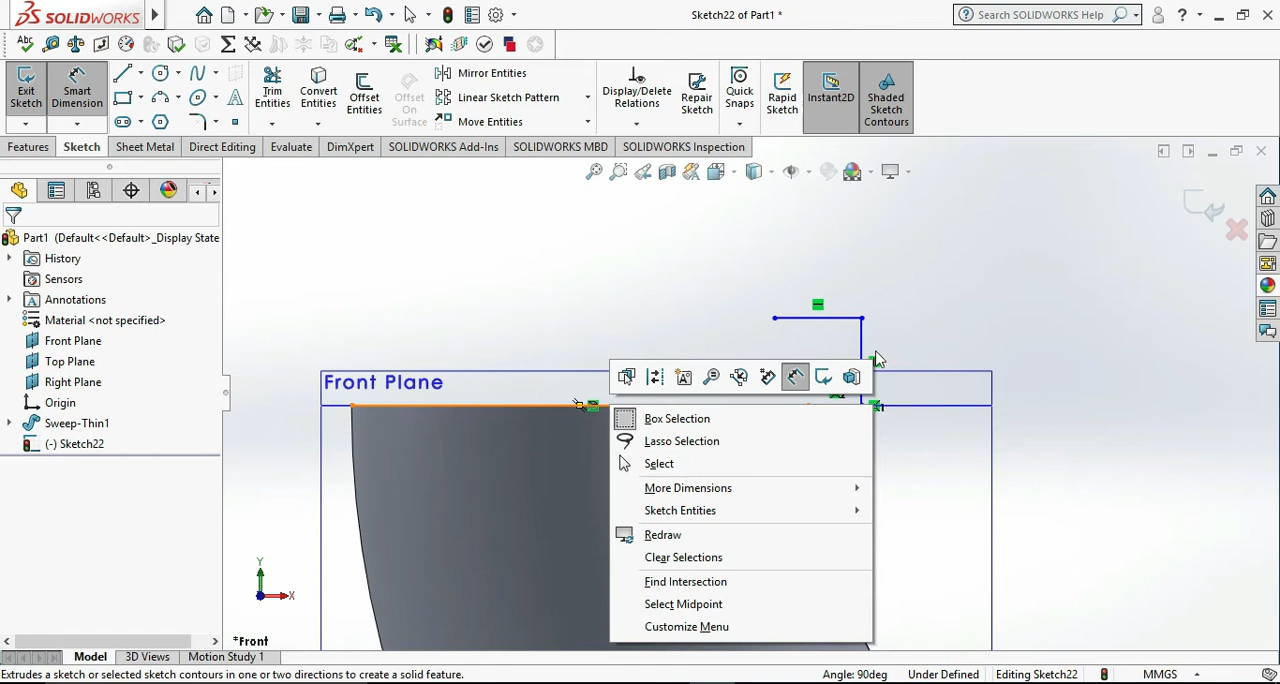 SOLIDWORKS
Sketch22 of Part1 *
Search SOLIDWORKS Help
Exit Sketch
Smart Dimension
Trim Entities
Convert Entities
Offset Entities
Offset On Surface
Mirror Entities
Linear Sketch Pattern
Move Entities
Display/Delete Relations
Repair Sketch
Quick Snaps
Rapid Sketch
Instant2D
Shaded Sketch Contours
Features
Sketch
Sheet Metal
Direct Editing
Evaluate
DimXpert
SOLIDWORKS Add-Ins
SOLIDWORKS MBD
SOLIDWORKS Inspection
Part1 (Default<<Default>_Display State
History
Sensors
Annotations
Material <not specified>
Front Plane
Top Plane
Right Plane
Origin
Sweep-Thin1
(-) Sketch22
Front Plane
Box Selection
Lasso Selection
Select
More Dimensions
Sketch Entities
Redraw
Clear Selections
Find Intersection
Select Midpoint
Customize Menu
Y
X
*Front
Model
3D Views
Motion Study 1
Extrudes a sketch or selected sketch contours in one or two directions to create a solid feature.
Angle: 90deg
Under Defined
Editing Sketch22
MMGS